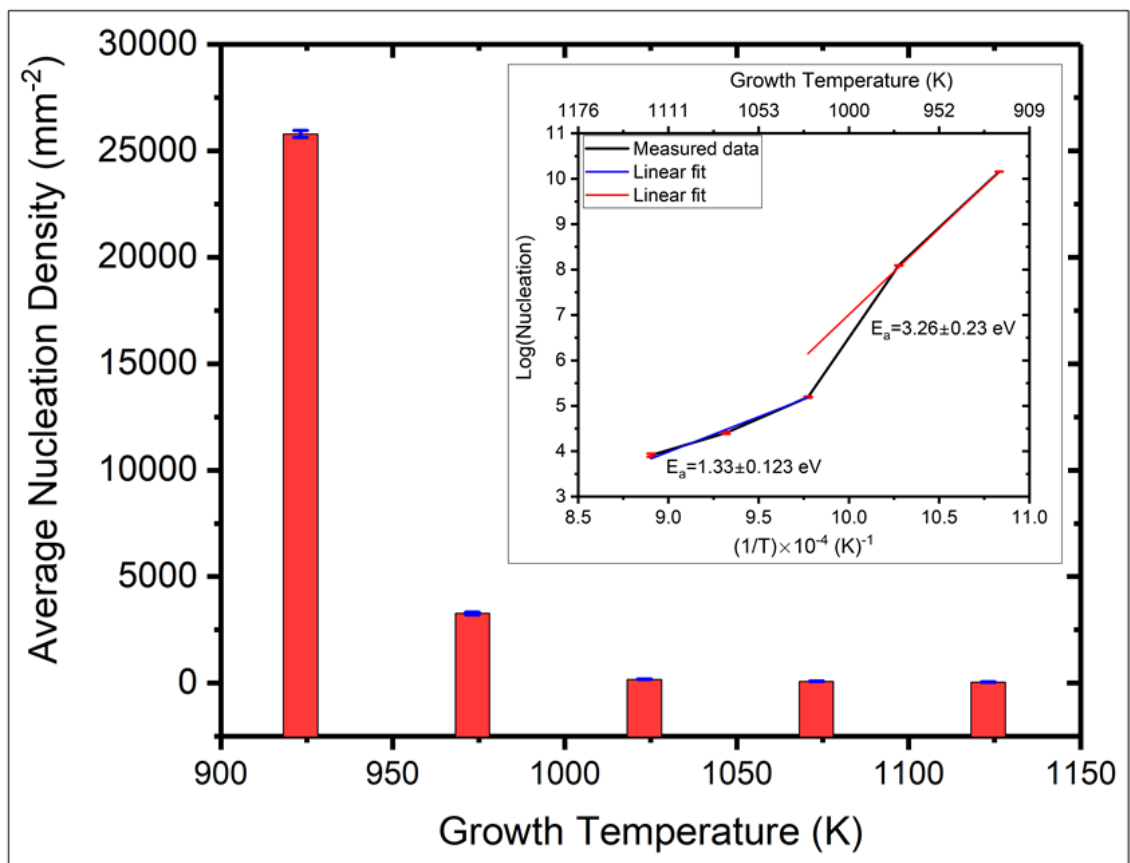 Average Nucleation Density (mm⁻²)
30000
25000
20000
15000
10000
5000
0
900 950 1000 1050 1100 1150
Growth Temperature (K)
Growth Temperature (K)
1176 1111 1053 1000 952 909
Log(Nucleation)
11
10
9
8
7
6
5
4
3
Measured data
Linear fit
Linear fit
Eₐ=3.26±0.23 eV
Eₐ=1.33±0.123 eV
8.5 9.0 9.5 10.0 10.5 11.0
(1/T)×10⁻⁴ (K)⁻¹